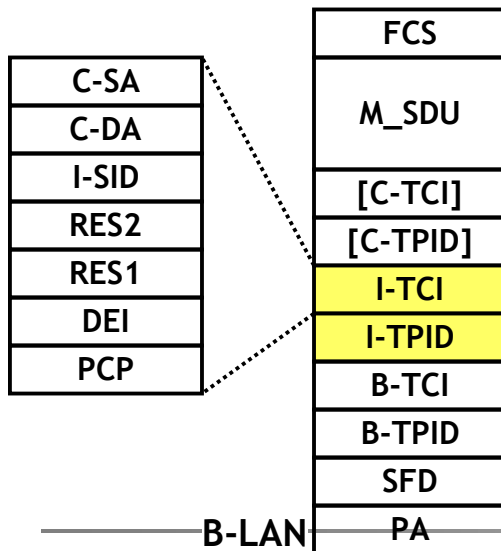 C-SA
C-DA
I-SID
RES2
RES1
DEI
PCP
FCS
M_SDU
[C-TCI]
[C-TPID]
I-TCI
I-TPID
B-TCI
B-TPID
SFD
PA
B-LAN